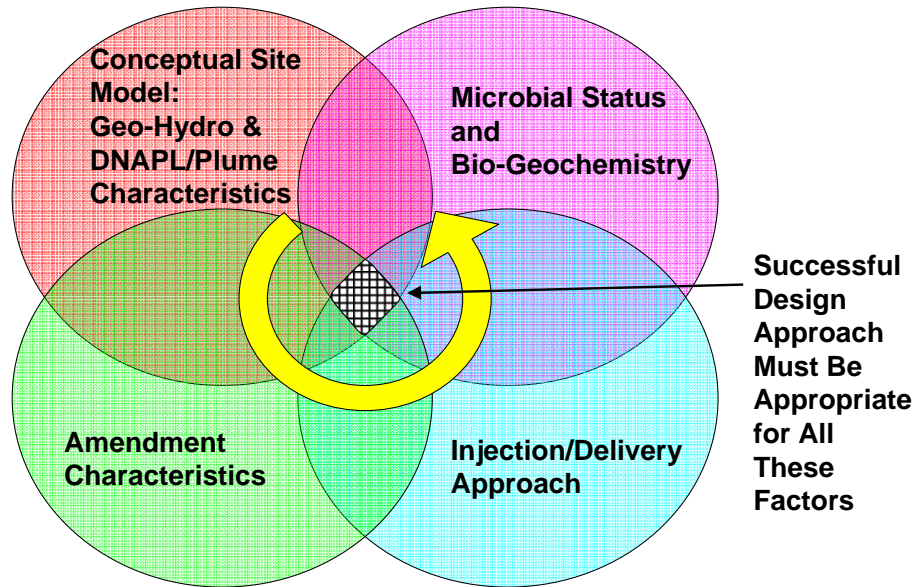 Conceptual Site
Model:
Geo-Hydro &
DNAPL/Plume
Characteristics
Microbial Status
and
Bio-Geochemistry
Amendment
Characteristics
Injection/Delivery
Approach
Successful
Design
Approach
Must Be
Appropriate
for All
These
Factors